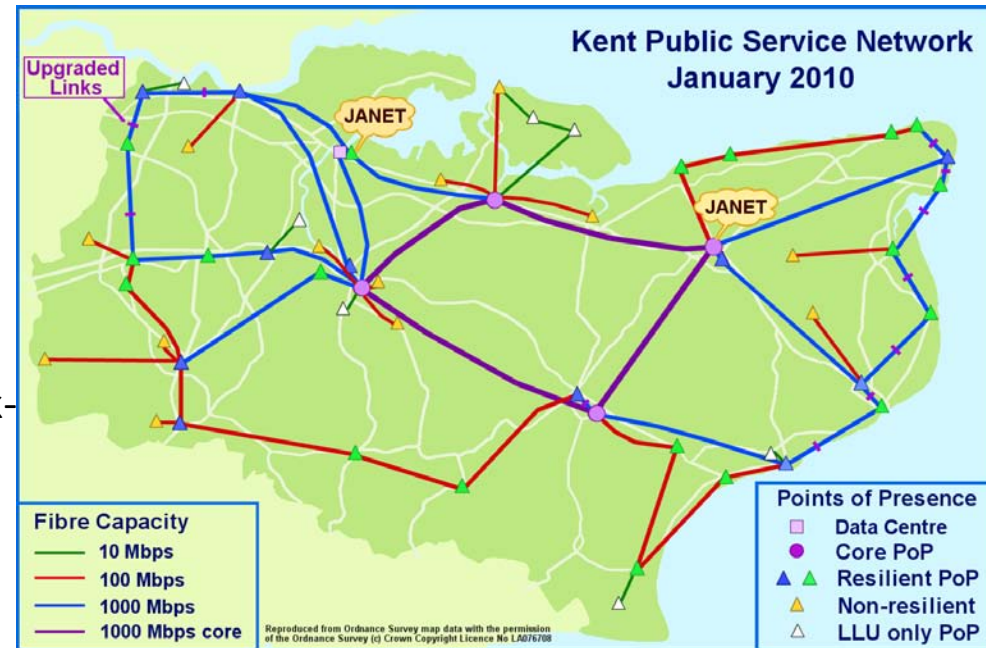 Kent Public Service Network
January 2010
Upgraded
Links
JANET
JANET
Fibre Capacity
10 Mbps
100 Mbps
1000 Mbps
1000 Mbps core
Reproduced from Ordnance Survey map data with the permission
of the Ordnance Survey (c) Crown Copyright Licence No LA076708
Points of Presence
Data Centre
Core PoP
Resilient PoP
Non-resilient
LLU only PoP